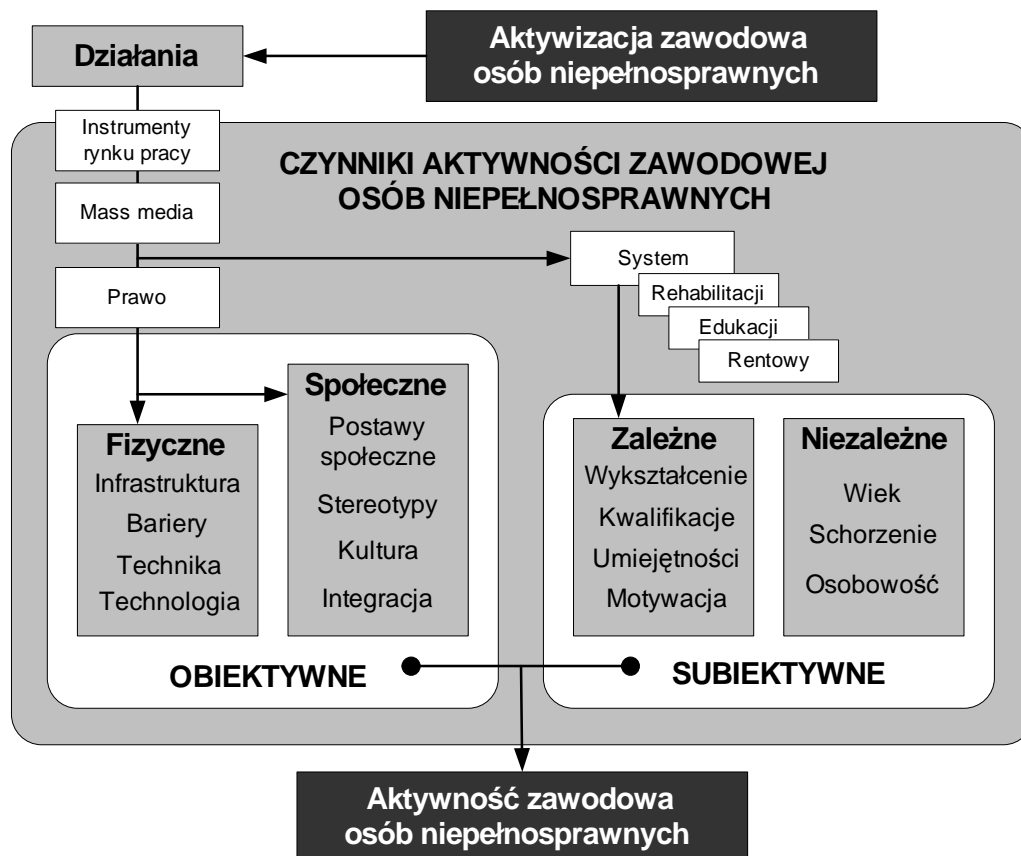 Działania
Aktywizacja zawodowa
osób niepełnosprawnych
Instrumenty
rynku pracy
CZYNNIKI AKTYWNOŚCI ZAWODOWEJ
OSÓB NIEPEŁNOSPRAWNYCH
Mass media
Prawo
System
Rehabilitacji
Edukacji
Rentowy
Fizyczne
Infrastruktura
Bariery
Technika
Technologia
Społeczne
Postawy
społeczne
Stereotypy
Kultura
Integracja
OBIEKTYWNE
Zależne
Wykształcenie
Kwalifikacje
Umiejętności
Motywacja
Niezależne
Wiek
Schorzenie
Osobowość
SUBIEKTYWNE
Aktywność zawodowa
osób niepełnosprawnych